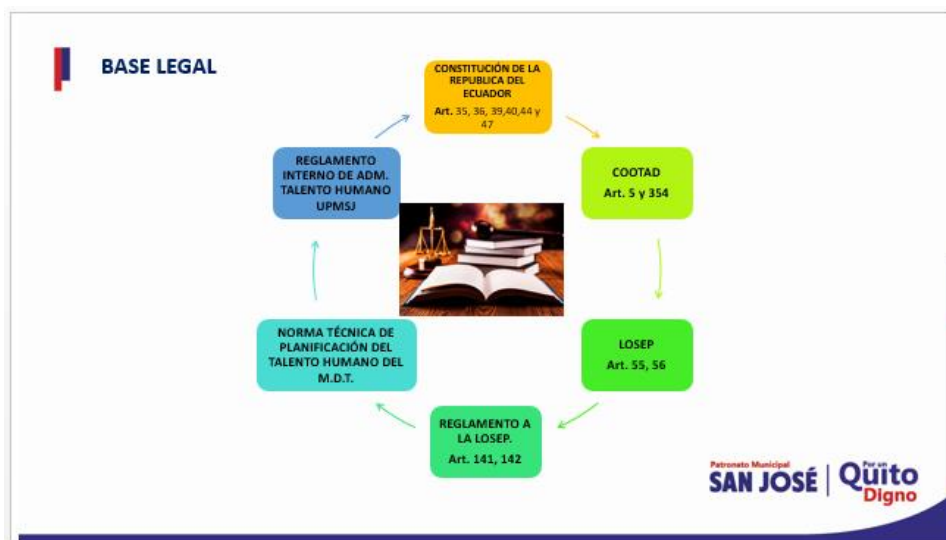 BASE LEGAL
CONSTITUCIÓN DE LA
REPUBLICA DEL
ECUADOR
Art. 35, 36, 39,40,44 y
47
COOTAD
Art. 5 y 354
LOSEP
Art. 55, 56
REGLAMENTO A
LA LOSEP.
Art. 141, 142
NORMA TÉCNICA DE
PLANIFICACIÓN DEL
TALENTO HUMANO DEL
M.D.T.
REGLAMENTO
INTERNO DE ADM.
TALENTO HUMANO
UPMSJ
Patronato Municipal
SAN JOSÉ
Por un
Quito
Digno